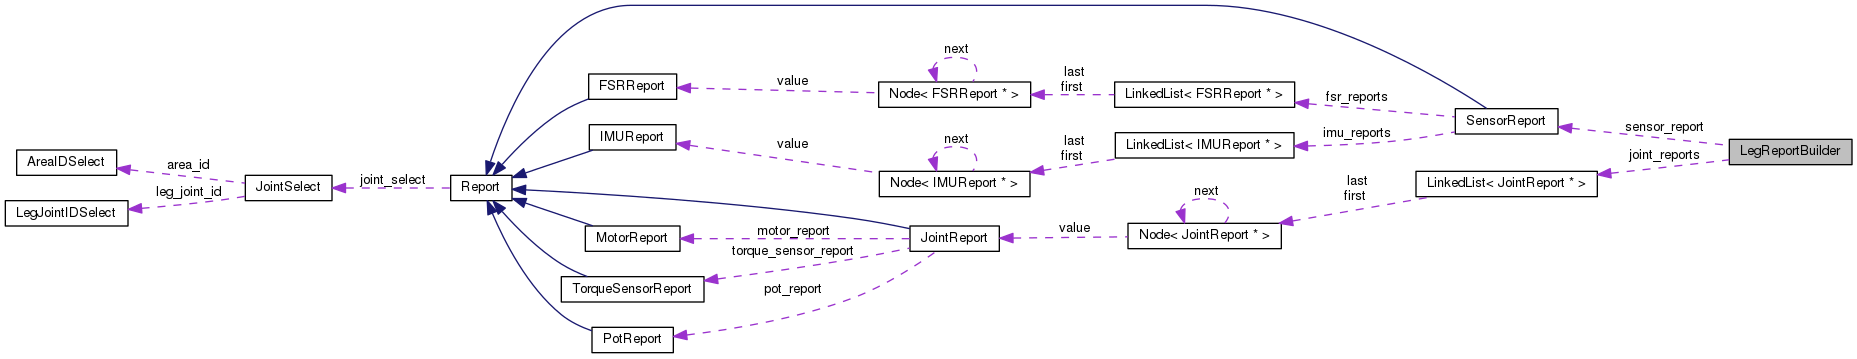 next
FSRReport
value
Node< FSRReport * >
last
first
LinkedList< FSRReport * >
fsr_reports
SensorReport
sensor_report
LegReportBuilder
IMUReport
value
next
Node< IMUReport * >
last
first
LinkedList< IMUReport * >
imu_reports
joint_reports
AreaIDSelect
area_id
leg_joint_id
LegJointIDSelect
JointSelect
joint_select
Report
next
last
first
LinkedList< JointReport * >
MotorReport
motor_report
JointReport
value
Node< JointReport * >
torque_sensor_report
TorqueSensorReport
pot_report
PotReport